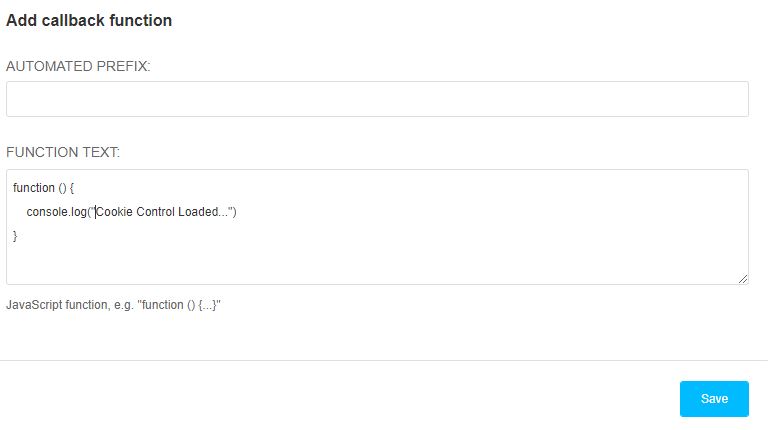 Add callback function
AUTOMATED PREFIX:
FUNCTION TEXT:
function () {
console.log("Cookie Control Loaded...")
}
JavaScript function, e.g. "function () {...}"
Save